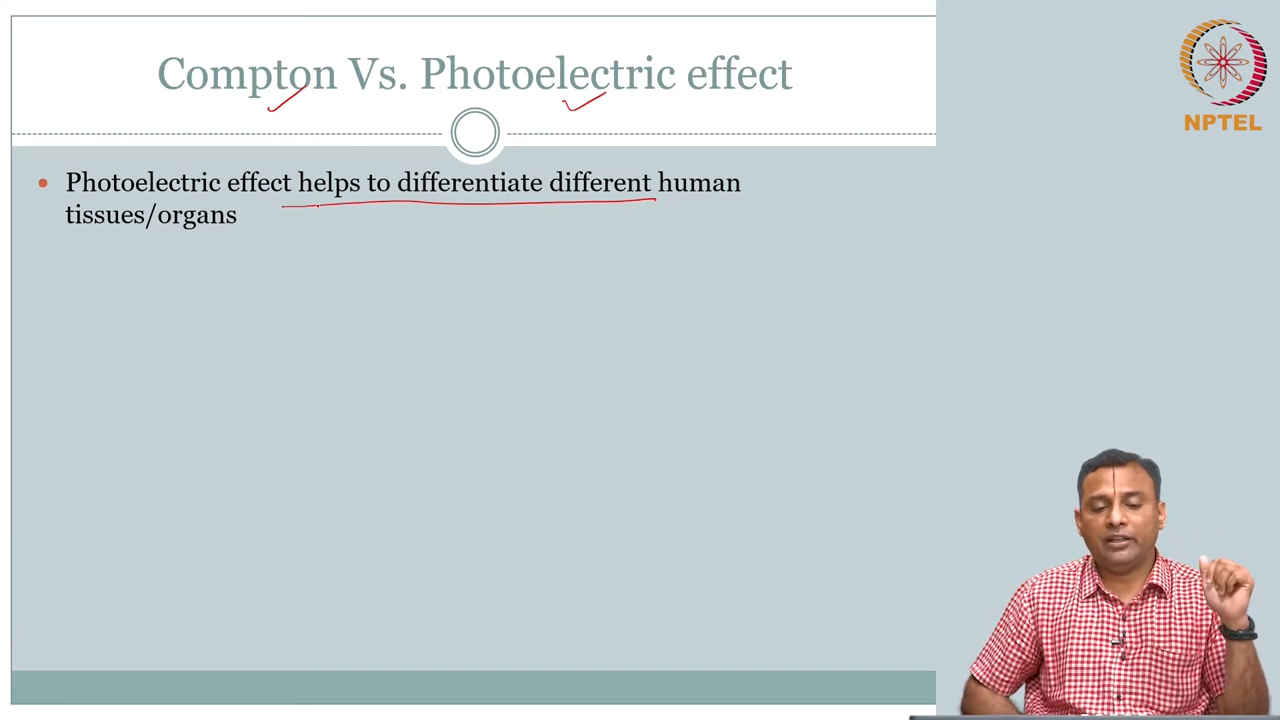 Compton Vs. Photoelectric effect
NPTEL
• Photoelectric effect helps to differentiate different human
tissues/organs